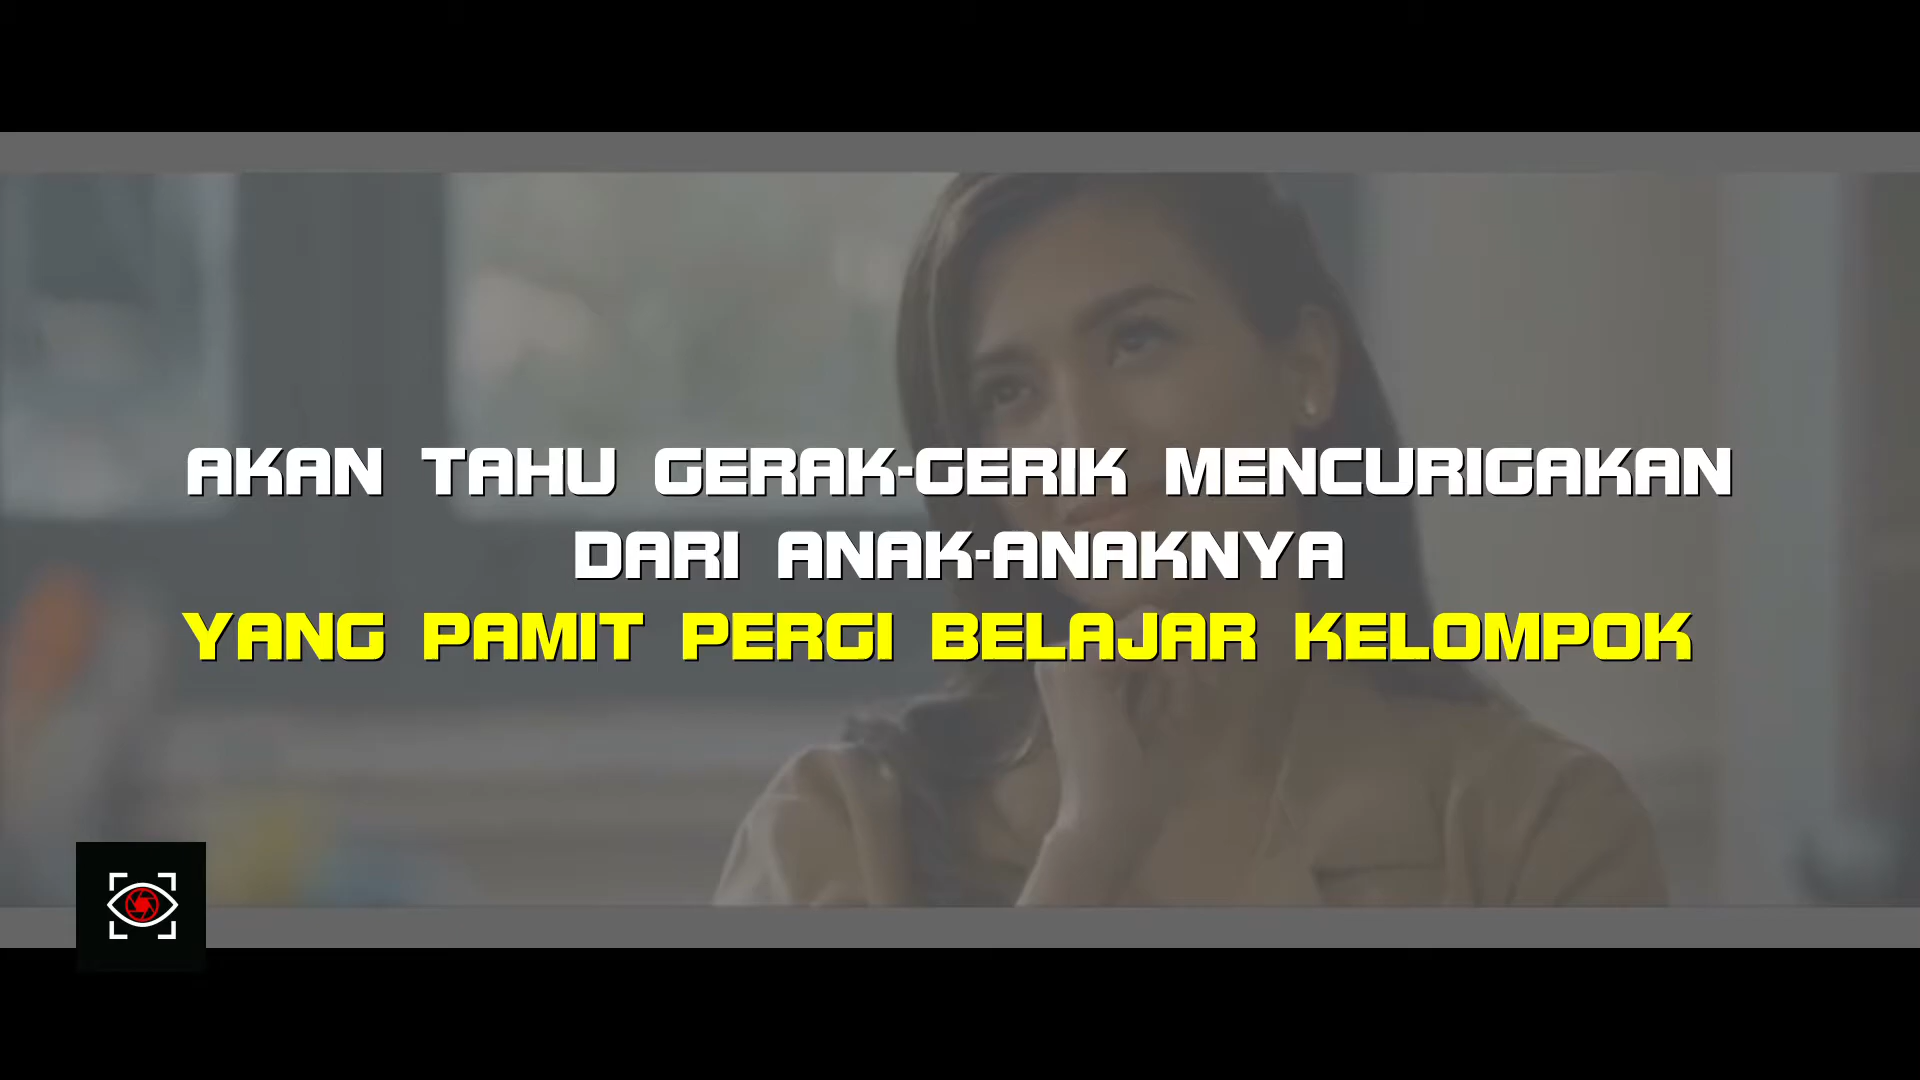 AKAN TAHU GERAK-GERIK MENCURIGAKAN
DARI ANAK-ANAKNYA
YANG PAMIT PERGI BELAJAR KELOMPOK